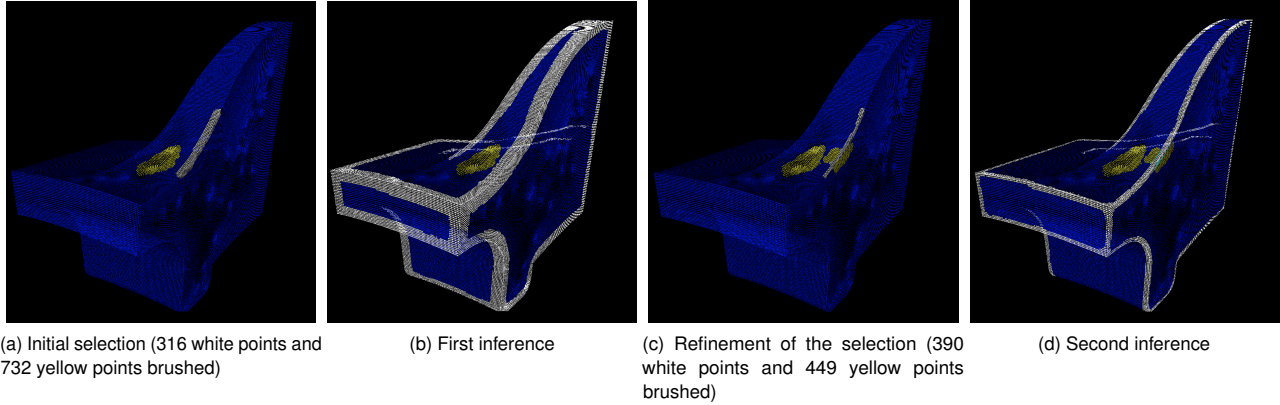 (a) Initial selection (316 white points and
732 yellow points brushed)
(b) First inference
(c) Refinement of the selection (390
white points and 449 yellow points
brushed)
(d) Second inference